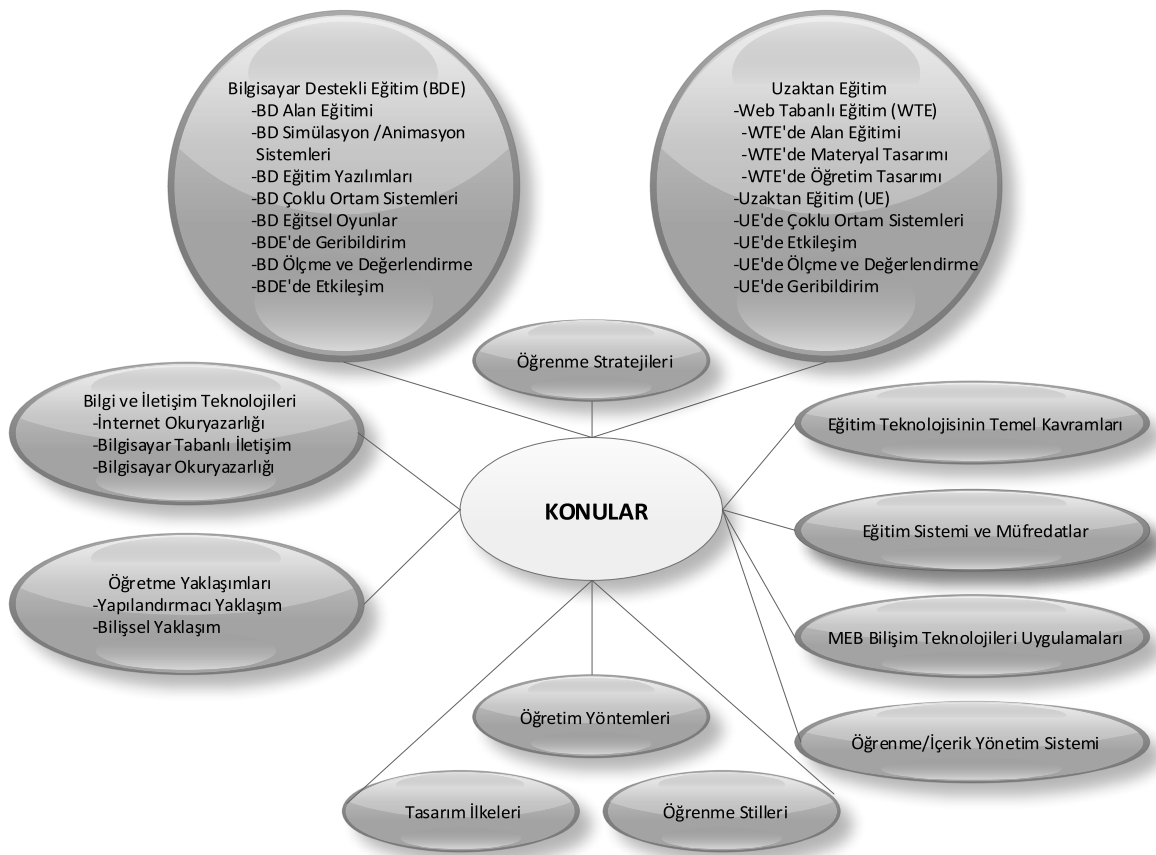 Bilgisayar Destekli Eğitim (BDE)
-BD Alan Eğitimi
-BD Simülasyon /Animasyon
Sistemleri
-BD Eğitim Yazılımları
-BD Çoklu Ortam Sistemleri
-BD Eğitsel Oyunlar
-BDE'de Geribildirim
-BD Ölçme ve Değerlendirme
-BDE'de Etkileşim
Uzaktan Eğitim
-Web Tabanlı Eğitim (WTE)
-WTE'de Alan Eğitimi
-WTE'de Materyal Tasarımı
-WTE'de Öğretim Tasarımı
-Uzaktan Eğitim (UE)
-UE'de Çoklu Ortam Sistemleri
-UE'de Etkileşim
-UE'de Ölçme ve Değerlendirme
-UE'de Geribildirim
Öğrenme Stratejileri
Bilgi ve İletişim Teknolojileri
-İnternet Okuryazarlığı
-Bilgisayar Tabanlı İletişim
-Bilgisayar Okuryazarlığı
Eğitim Teknolojisinin Temel Kavramları
KONULAR
Eğitim Sistemi ve Müfredatlar
Öğretme Yaklaşımları
-Yapılandırmacı Yaklaşım
-Bilişsel Yaklaşım
MEB Bilişim Teknolojileri Uygulamaları
Öğretim Yöntemleri
Öğrenme/İçerik Yönetim Sistemi
Tasarım İlkeleri
Öğrenme Stilleri